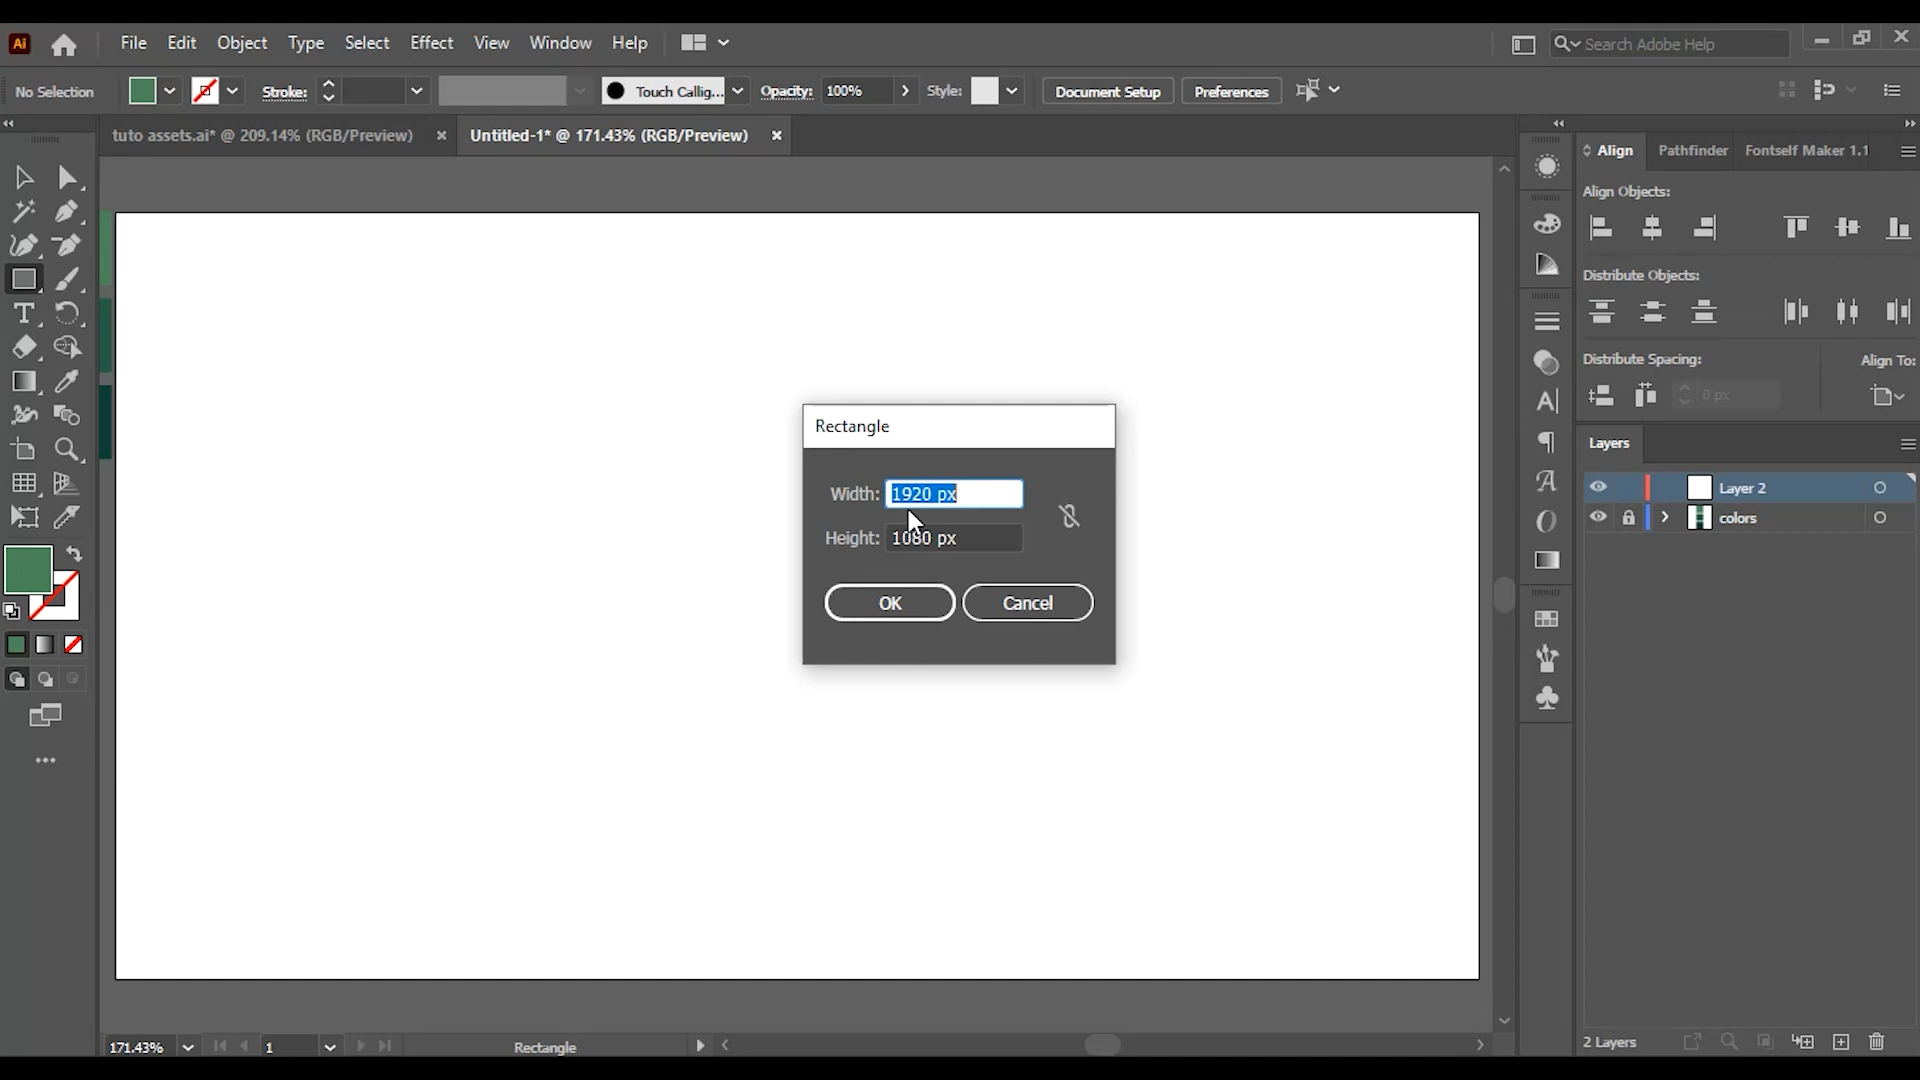 Ai File Edit Object Type Select Effect View Window Help Search Adobe Help
No Selection Stroke: Touch Callig... Opacity: 100% Style: Document Setup Preferences
tuto assets.ai* @ 209.14% (RGB/Preview) Untitled-1* @ 171.43% (RGB/Preview)
Align Pathfinder Fontself Maker 1.1
Align Objects:
Distribute Objects:
Distribute Spacing: Align To:
0 px
Rectangle
Width: 1920 px
Height: 1080 px
OK Cancel
Layers
Layer 2
colors
171.43% 1 Rectangle 2 Layers